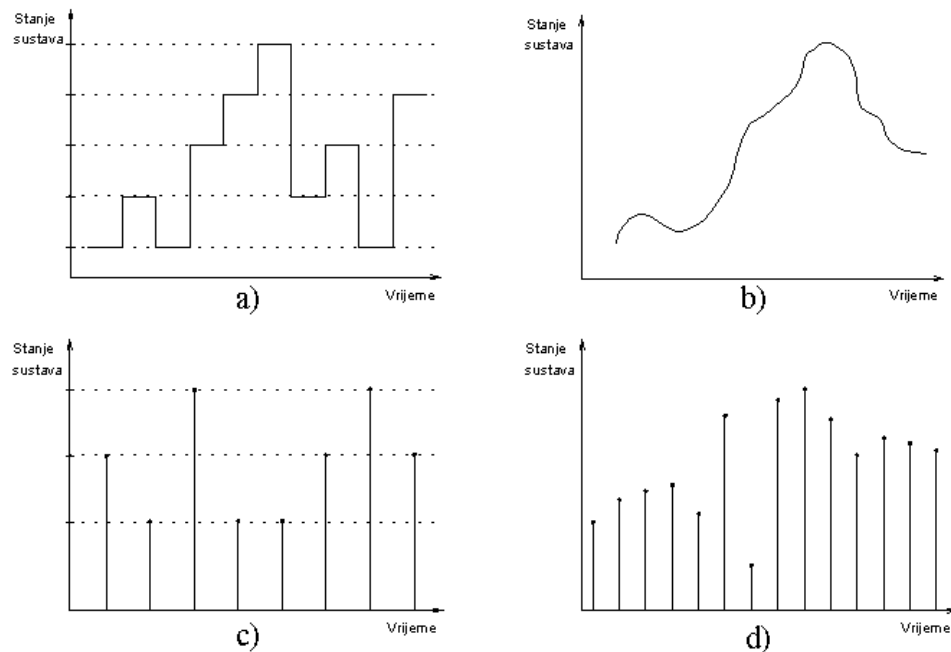 Stanje
sustava
Vrijeme
a)
Stanje
sustava
Vrijeme
b)
Stanje
sustava
Vrijeme
c)
Stanje
sustava
Vrijeme
d)